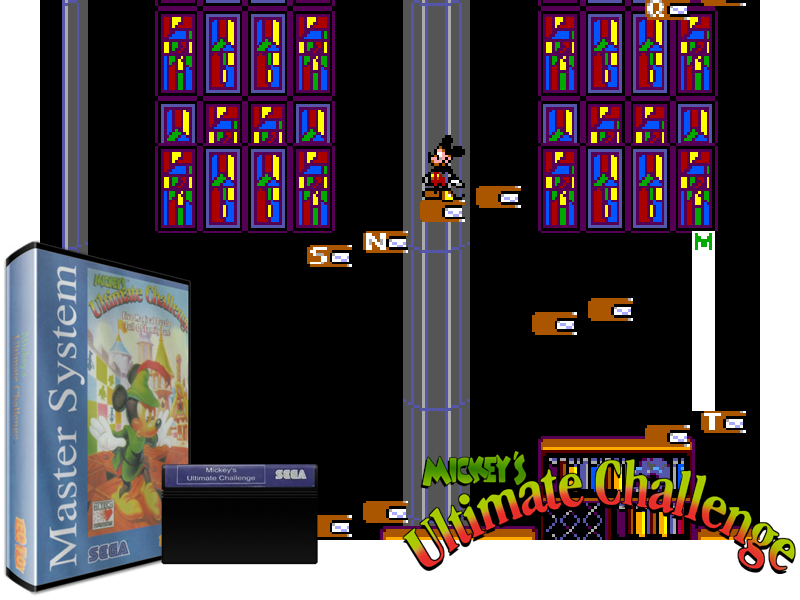 Q
N
S
M
T
Master System
MICKEY'S
Ultimate Challenge
SEGA
Mickey's
Ultimate Challenge
SEGA
MICKEY'S
Ultimate Challenge